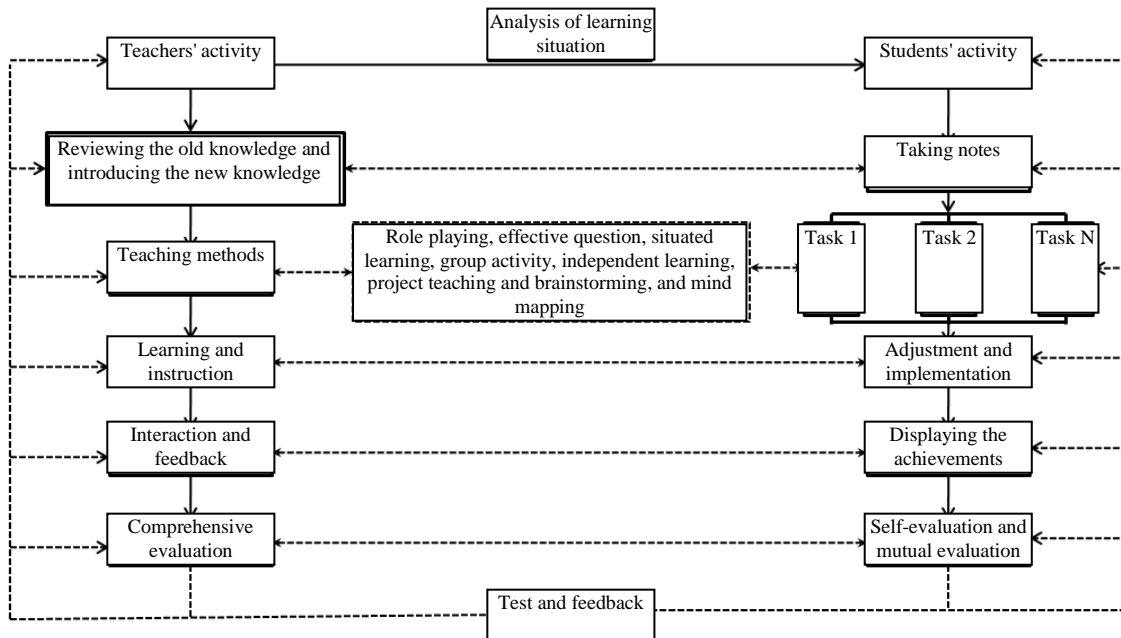 Analysis of learning
situation
Teachers' activity
Students' activity
Reviewing the old knowledge and
introducing the new knowledge
Taking notes
Teaching methods
Role playing, effective question, situated
learning, group activity, independent learning,
project teaching and brainstorming, and mind
mapping
Task 1
Task 2
Task N
Learning and
instruction
Adjustment and
implementation
Interaction and
feedback
Displaying the
achievements
Comprehensive
evaluation
Self-evaluation and
mutual evaluation
Test and feedback